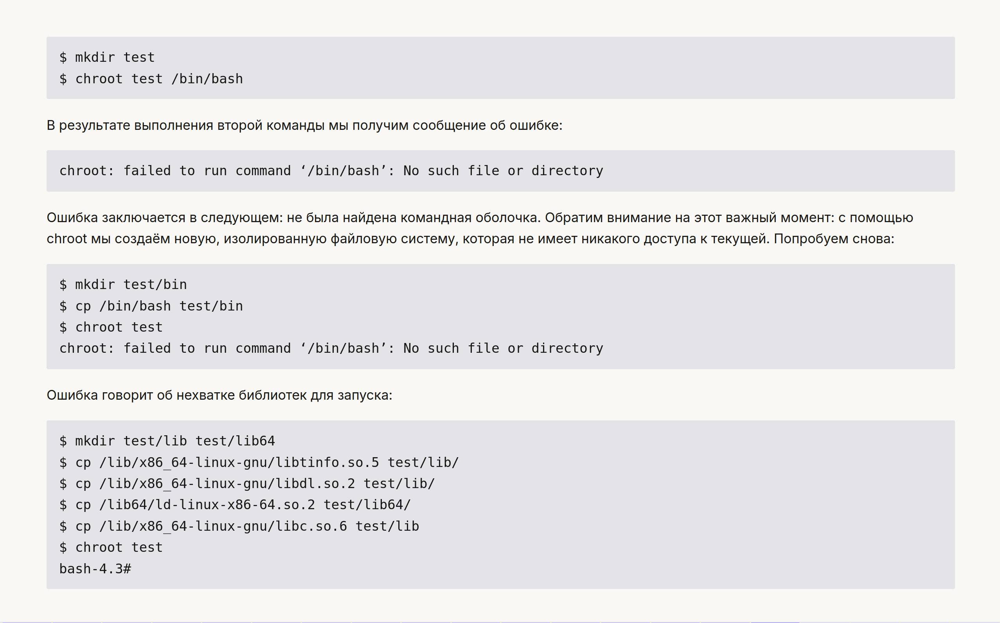 $ mkdir test
$ chroot test /bin/bash
В результате выполнения второй команды мы получим сообщение об ошибке:
chroot: failed to run command ‘/bin/bash’: No such file or directory
Ошибка заключается в следующем: не была найдена командная оболочка. Обратим внимание на этот важный момент: с помощью
chroot мы создаём новую, изолированную файловую систему, которая не имеет никакого доступа к текущей. Попробуем снова:
$ mkdir test/bin
$ cp /bin/bash test/bin
$ chroot test
chroot: failed to run command ‘/bin/bash’: No such file or directory
Ошибка говорит об нехватке библиотек для запуска:
$ mkdir test/lib test/lib64
$ cp /lib/x86_64-linux-gnu/libtinfo.so.5 test/lib/
$ cp /lib/x86_64-linux-gnu/libdl.so.2 test/lib/
$ cp /lib64/ld-linux-x86-64.so.2 test/lib64/
$ cp /lib/x86_64-linux-gnu/libc.so.6 test/lib
$ chroot test
bash-4.3#